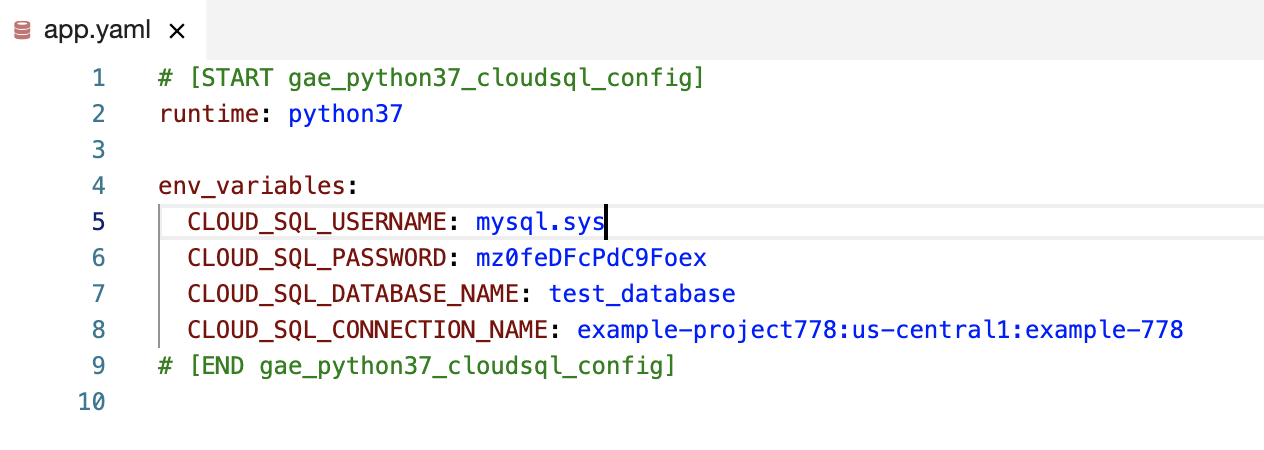 app.yaml ×
1 # [START gae_python37_cloudsql_config]
2 runtime: python37
3
4 env_variables:
5 CLOUD_SQL_USERNAME: mysql.sys
6 CLOUD_SQL_PASSWORD: mz0feDFcPdC9Foex
7 CLOUD_SQL_DATABASE_NAME: test_database
8 CLOUD_SQL_CONNECTION_NAME: example-project778:us-central1:example-778
9 # [END gae_python37_cloudsql_config]
10